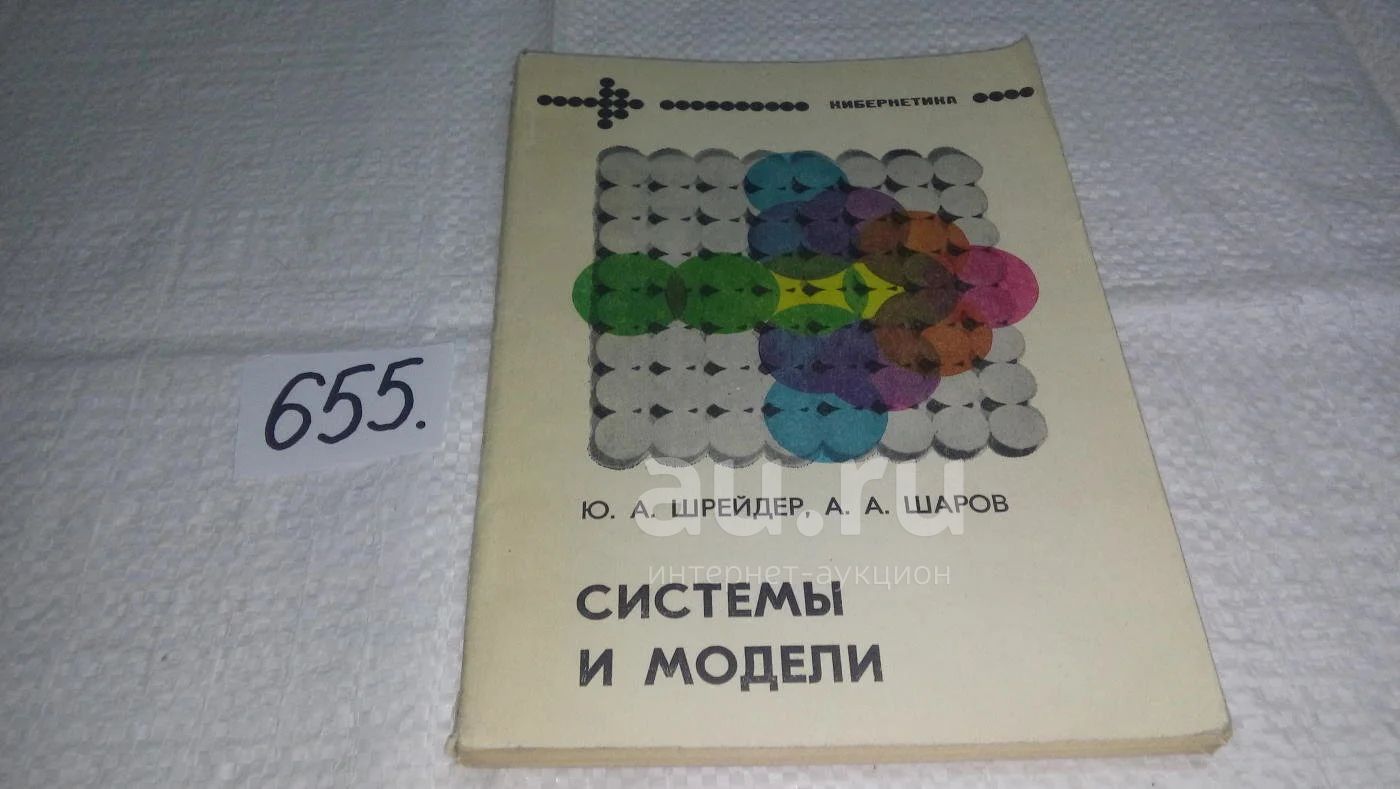 КИБЕРНЕТИКА
655.
Ю. А. ШРЕЙДЕР, А. А. ШАРОВ
au.ru
интернет-аукцион
СИСТЕМЫ
И МОДЕЛИ